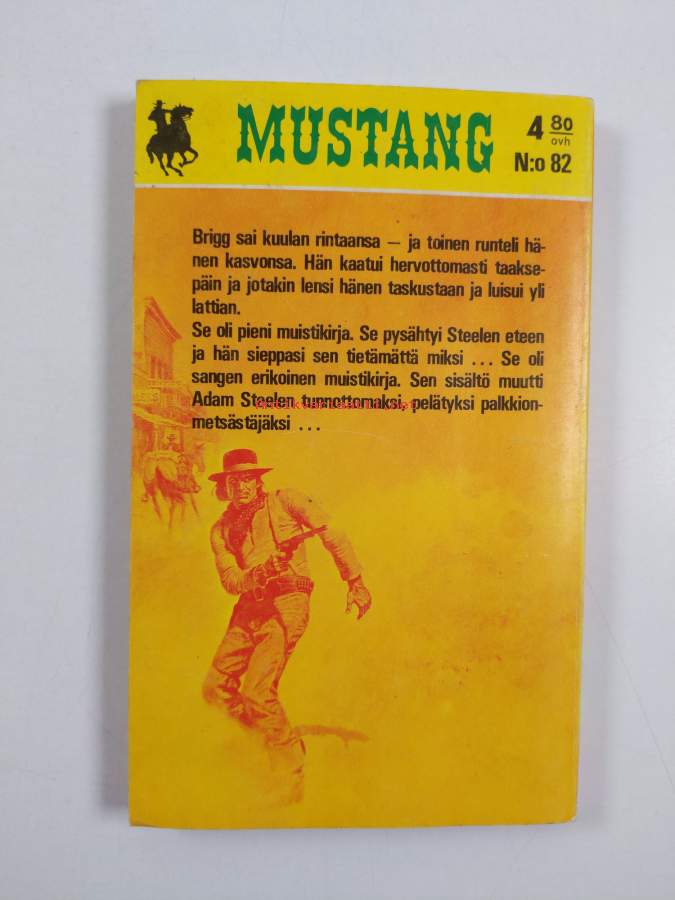 MUSTANG
4 80
ovh
N:o 82
Brigg sai kuulan rintaansa — ja toinen runteli hä-
nen kasvonsa. Hän kaatui hervottomasti taakse-
päin ja jotakin lensi hänen taskustaan ja luisui yli
lattian.
Se oli pieni muistikirja. Se pysähtyi Steelen eteen
ja hän sieppasi sen tietämättä miksi ... Se oli
sangen erikoinen muistikirja. Sen sisältö muutti
Adam Steelen tunnottomaksi, pelätyksi palkkion-
metsästäjäksi ...